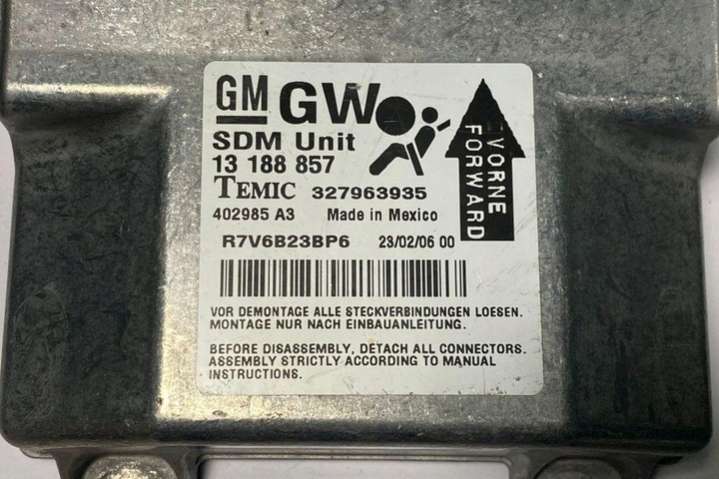 GM GW
SDM Unit
13 188 857
TEMIC 327963935
402985 A3 Made in Mexico
R7V6B23BP6 23/02/06 00
VORNE
FORWARD
VOR DEMONTAGE ALLE STECKVERBINDUNGEN LOESEN.
MONTAGE NUR NACH EINBAUANLEITUNG.
BEFORE DISASSEMBLY, DETACH ALL CONNECTORS.
ASSEMBLY STRICTLY ACCORDING TO MANUAL
INSTRUCTIONS.